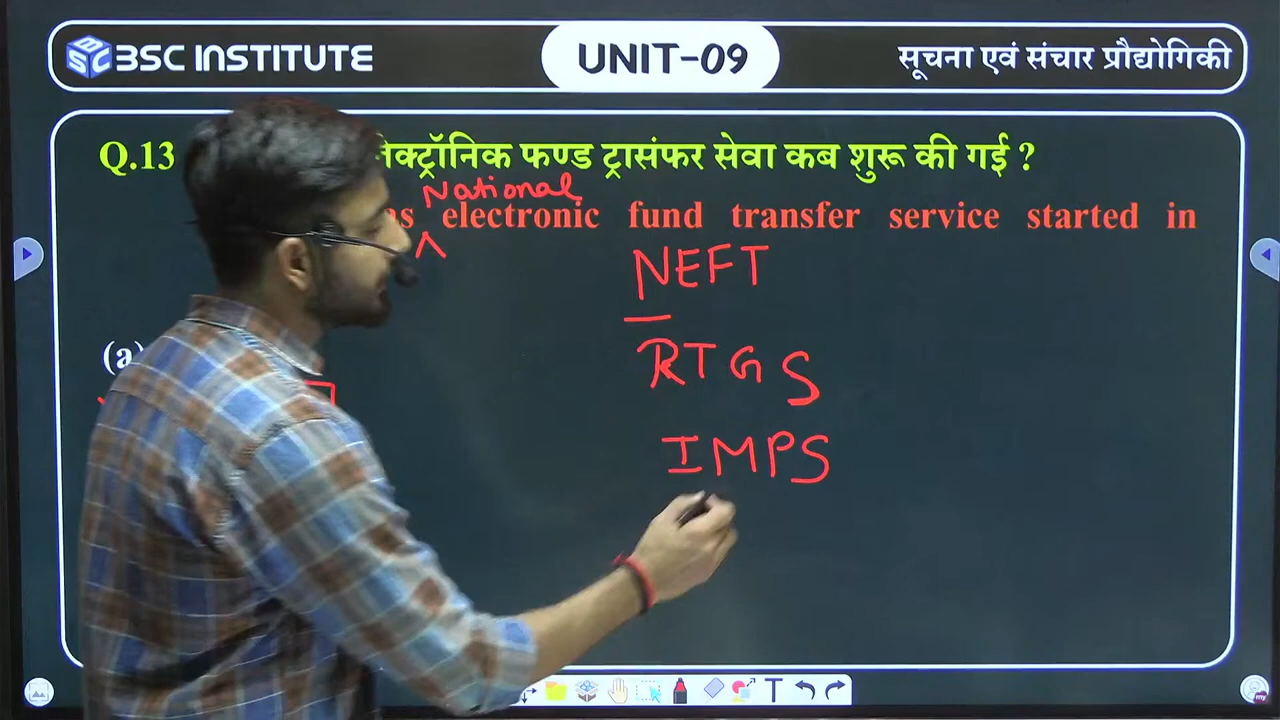 BSC INSTITUTE
UNIT-09
सूचना एवं संचार प्रौद्योगिकी
Q.13 फण्ड ट्रासंफर सेवा कब शुरू की गई ?
National
electronic fund transfer service started in
NEFT
RTGS
(a)
IMPS